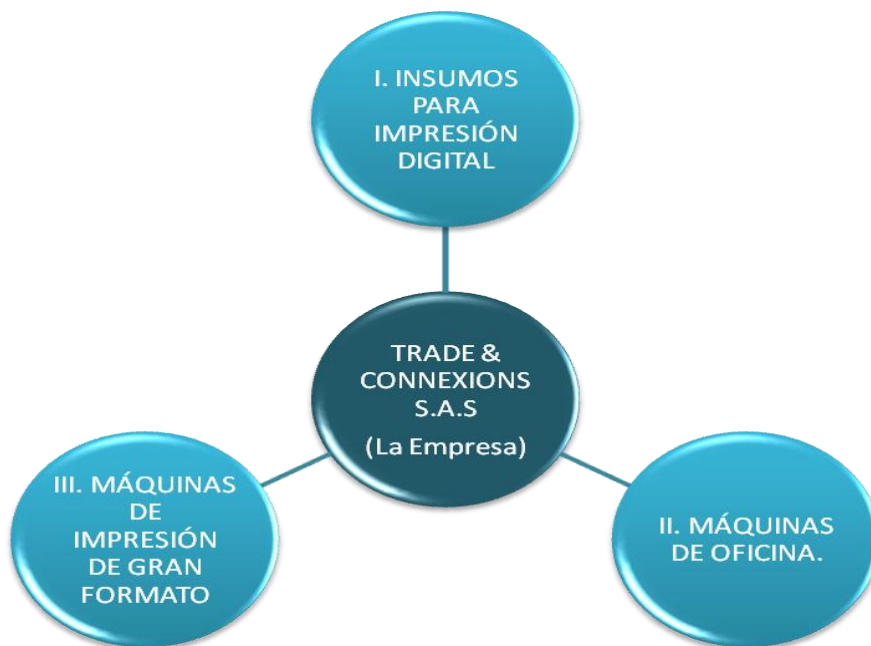 I. INSUMOS
PARA
IMPRESIÓN
DIGITAL
TRADE &
CONNEXIONS
S.A.S
(La Empresa)
III. MÁQUINAS
DE
IMPRESIÓN
DE GRAN
FORMATO
II. MÁQUINAS
DE OFICINA.